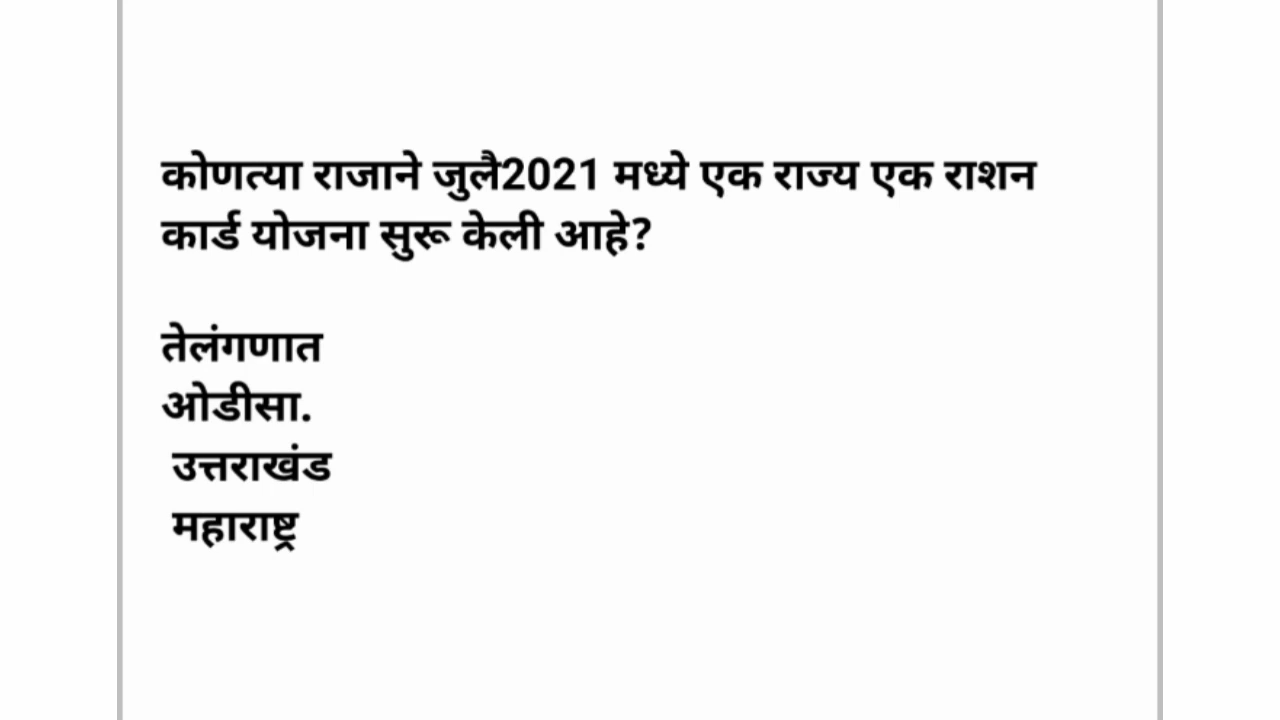 कोणत्या राजाने जुलै2021 मध्ये एक राज्य एक राशन
कार्ड योजना सुरू केली आहे?
तेलंगणात
ओडीसा.
उत्तराखंड
महाराष्ट्र